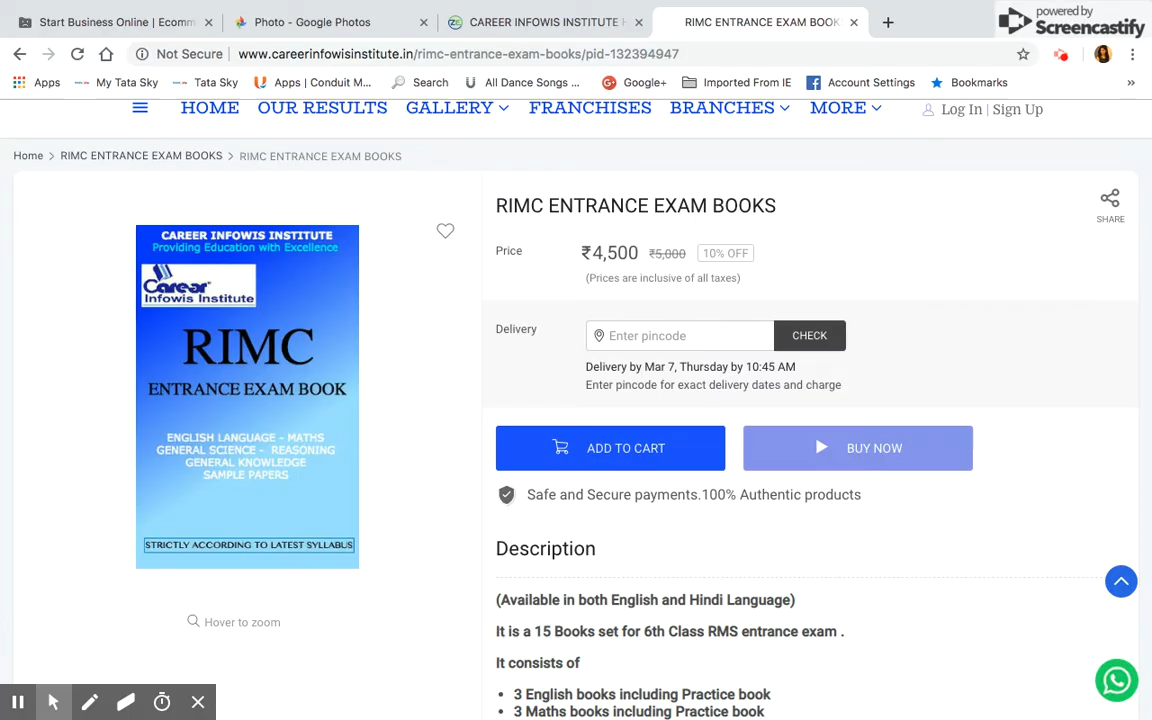 Start Business Online | Ecomm
Photo - Google Photos
CAREER INFOWIS INSTITUTE
RIMC ENTRANCE EXAM BOOK
powered by
Screencastify
Not Secure
www.careerinfowisinstitute.in/rimc-entrance-exam-books/pid-132394947
Apps
My Tata Sky
Tata Sky
Apps | Conduit M...
Search
All Dance Songs ...
Google+
Imported From IE
Account Settings
Bookmarks
»
HOME
OUR RESULTS
GALLERY
FRANCHISES
BRANCHES
MORE
Log In | Sign Up
Home > RIMC ENTRANCE EXAM BOOKS > RIMC ENTRANCE EXAM BOOKS
CAREER INFOWIS INSTITUTE
Providing Education with Excellence
Career
Infowis Institute
RIMC
ENTRANCE EXAM BOOK
ENGLISH LANGUAGE - MATHS
GENERAL SCIENCE - REASONING
GENERAL KNOWLEDGE
SAMPLE PAPERS
STRICTLY ACCORDING TO LATEST SYLLABUS
Hover to zoom
RIMC ENTRANCE EXAM BOOKS
SHARE
Price
₹4,500 ₹5,000 10% OFF
(Prices are inclusive of all taxes)
Delivery
Enter pincode
CHECK
Delivery by Mar 7, Thursday by 10:45 AM
Enter pincode for exact delivery dates and charge
ADD TO CART
BUY NOW
Safe and Secure payments.100% Authentic products
Description
(Available in both English and Hindi Language)
It is a 15 Books set for 6th Class RMS entrance exam .
It consists of
• 3 English books including Practice book
• 3 Maths books including Practice book